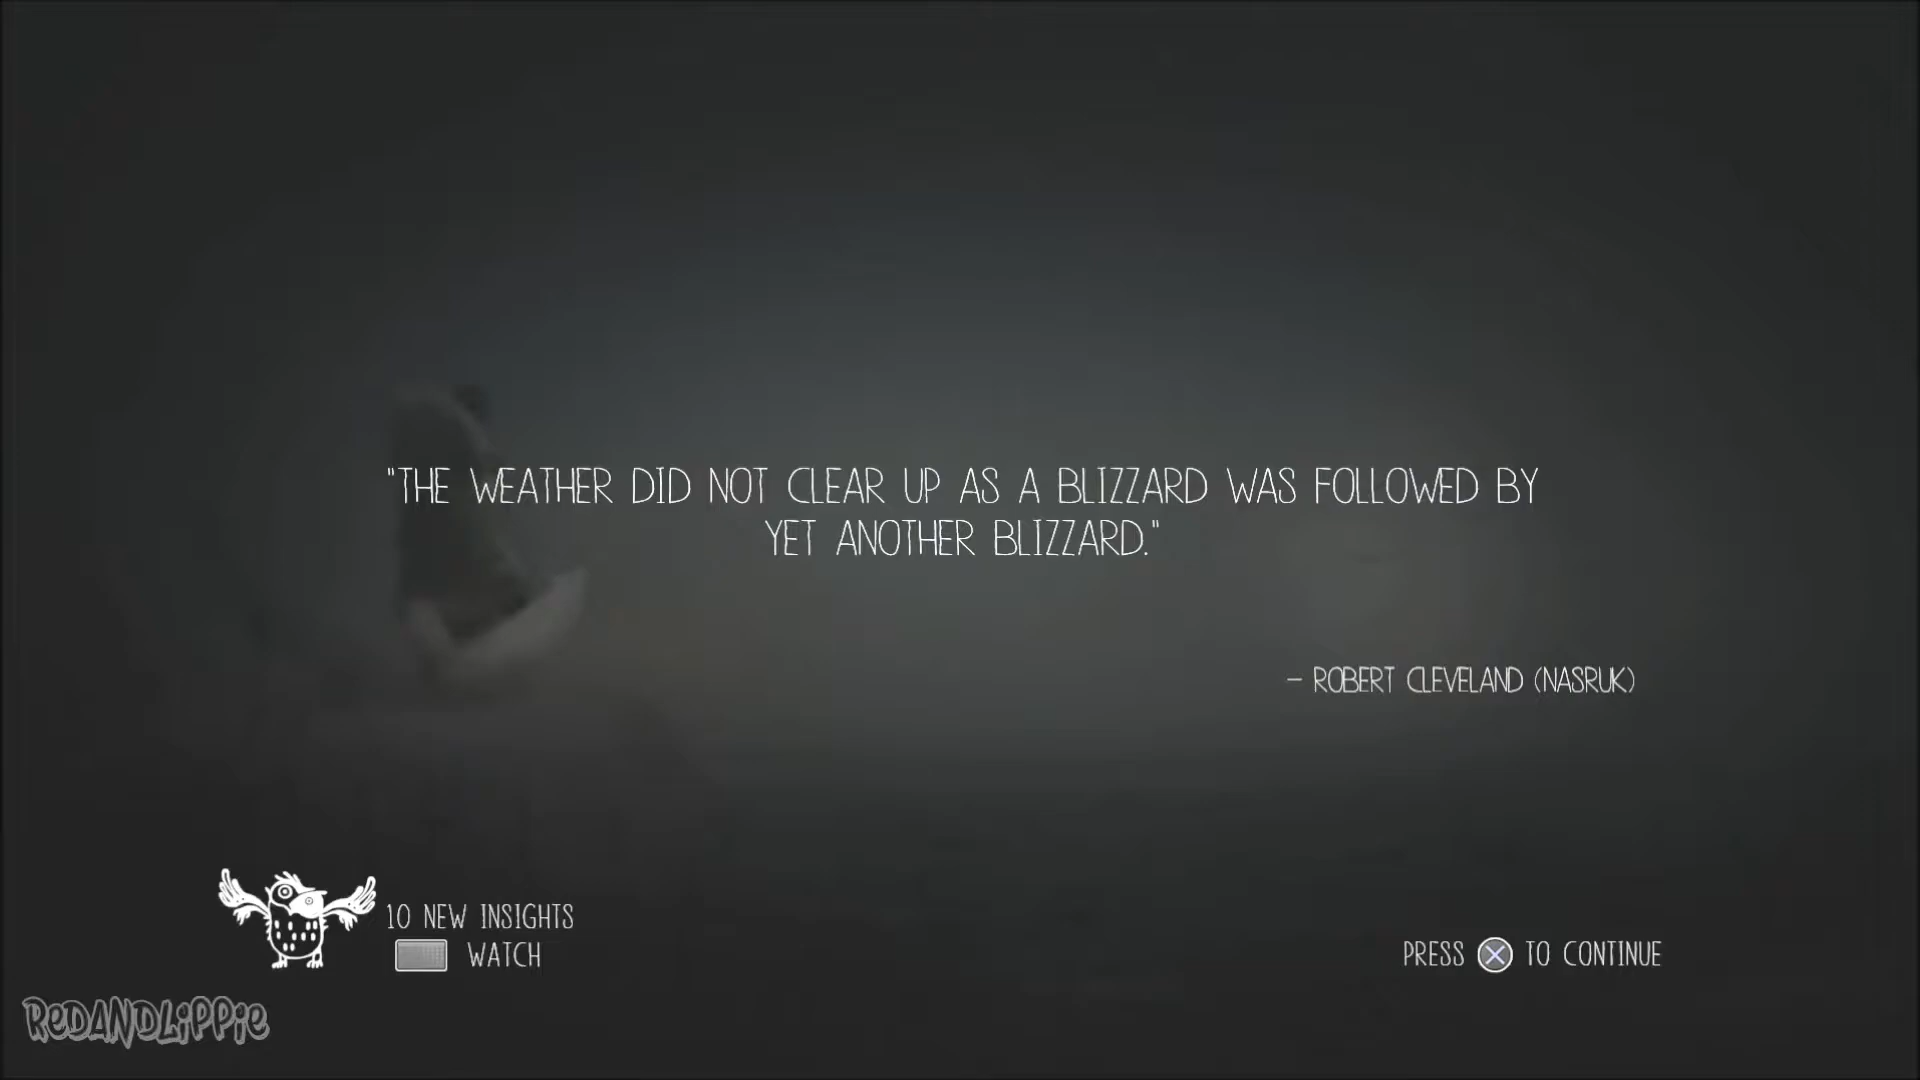 "THE WEATHER DID NOT CLEAR UP AS A BLIZZARD WAS FOLLOWED BY
YET ANOTHER BLIZZARD."
– ROBERT CLEVELAND (NASRUK)
10 NEW INSIGHTS
WATCH
PRESS ⓧ TO CONTINUE
REDANDLIPPIE